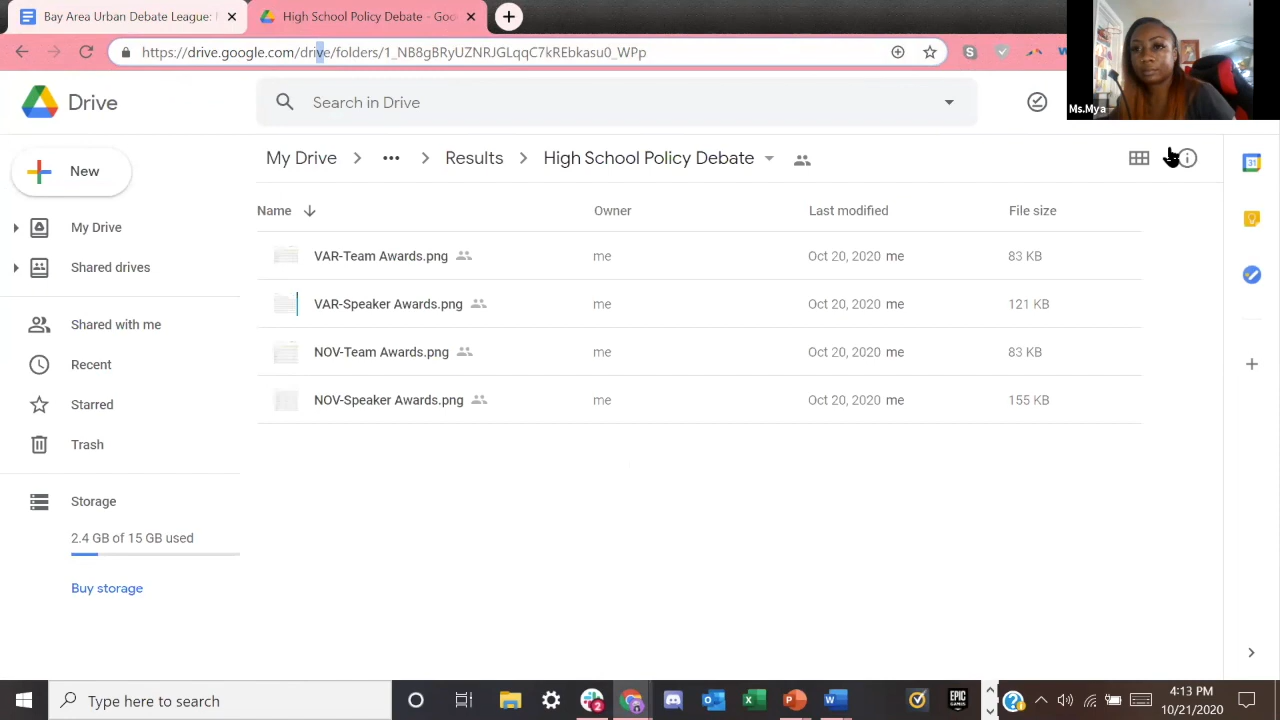 Bay Area Urban Debate League:
High School Policy Debate - Goo
https://drive.google.com/drive/folders/1_NB8gBRyUZNRJGLqqC7kREbkasu0_WPp
S
W
Ms.Mya
Drive
Search in Drive
My Drive > ... > Results > High School Policy Debate
31
New
Name Owner Last modified File size
My Drive
VAR-Team Awards.png me Oct 20, 2020 me 83 KB
Shared drives
VAR-Speaker Awards.png me Oct 20, 2020 me 121 KB
Shared with me
NOV-Team Awards.png me Oct 20, 2020 me 83 KB
Recent
NOV-Speaker Awards.png me Oct 20, 2020 me 155 KB
Starred
Trash
Storage
2.4 GB of 15 GB used
Buy storage
Type here to search
2
EPIC GAMES
4:13 PM
10/21/2020